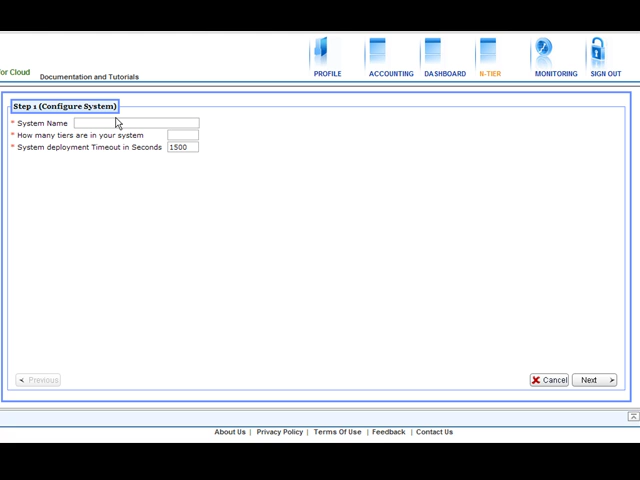 for Cloud
Documentation and Tutorials
PROFILE ACCOUNTING DASHBOARD N-TIER MONITORING SIGN OUT
Step 1 (Configure System)
* System Name
* How many tiers are in your system
* System deployment Timeout in Seconds 1500
< Previous
Cancel
Next >
About Us | Privacy Policy | Terms Of Use | Feedback | Contact Us